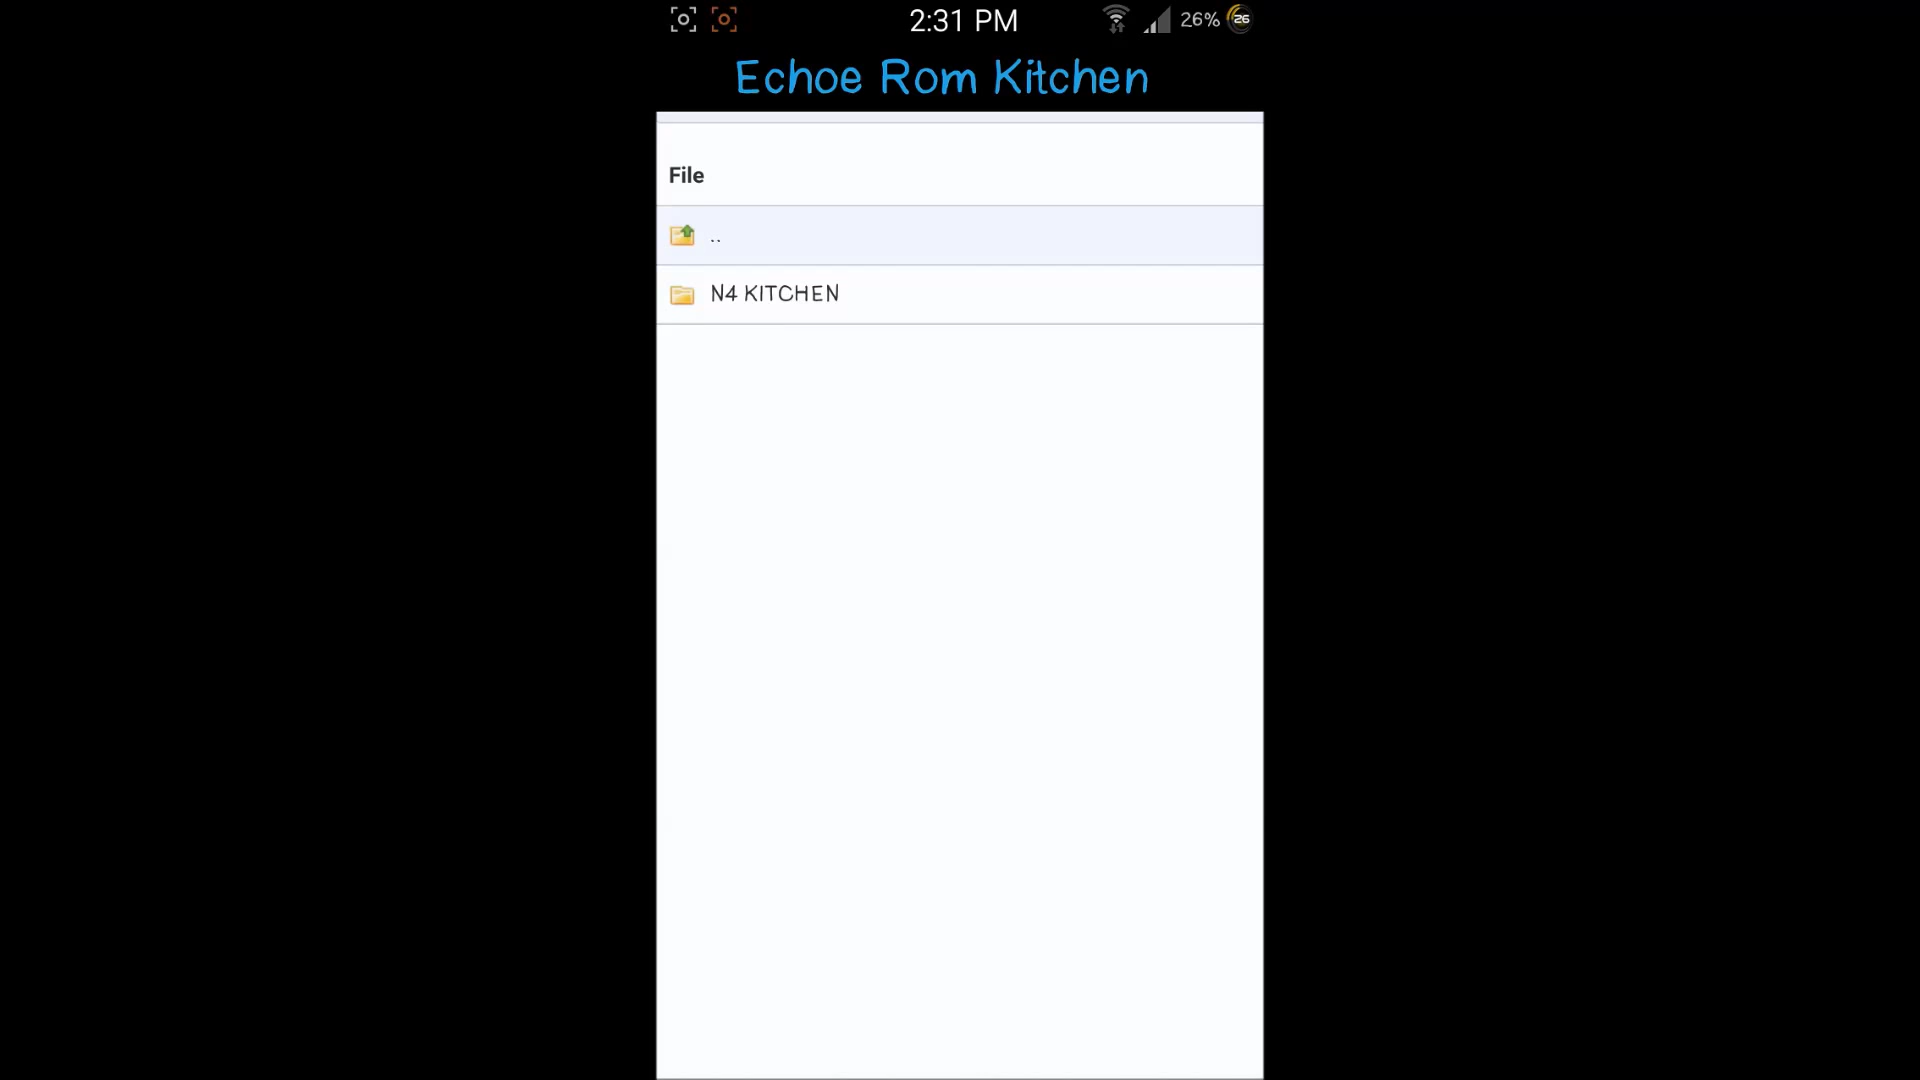 2:31 PM 26% 26
Echoe Rom Kitchen
File
..
N4 KITCHEN